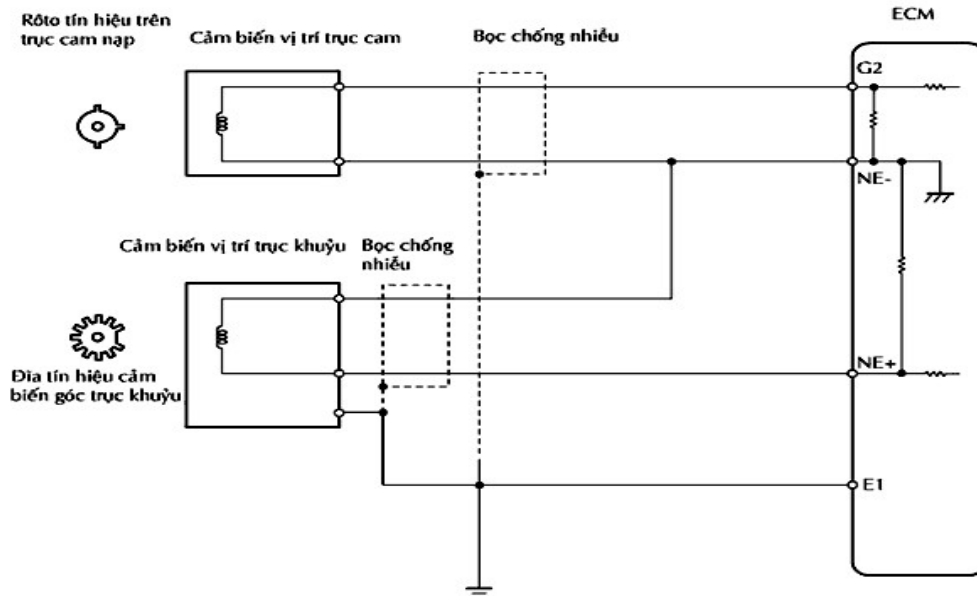 Rôto tín hiệu trên
trục cam nạp
Cảm biến vị trí trục cam
Bọc chống nhiễu
ECM
G2
NE-
Cảm biến vị trí trục khuỷu
Bọc chống
nhiễu
NE+
Đĩa tín hiệu cảm
biến góc trục khuỷu
E1